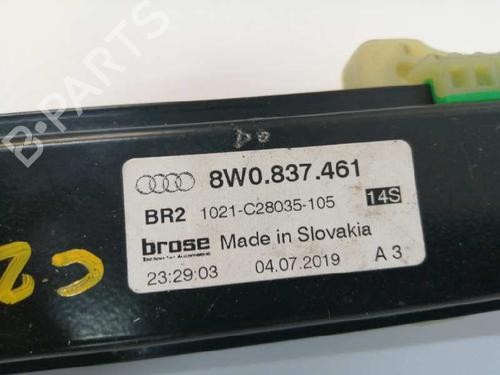 B-PARTS
8W0.837.461
BR2 1021-C28035-105 14S
brose Made in Slovakia
23:29:03 04.07.2019 A 3
C2